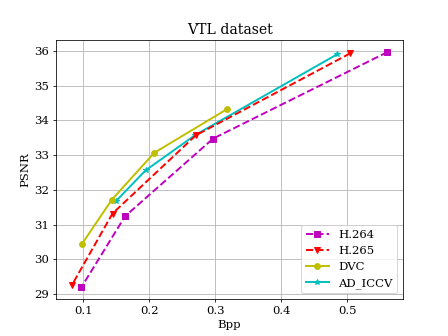 VTL dataset
36
35
34
33
32
31
30
29
PSNR
0.1 0.2 0.3 0.4 0.5
Bpp
H.264
H.265
DVC
AD_ICCV